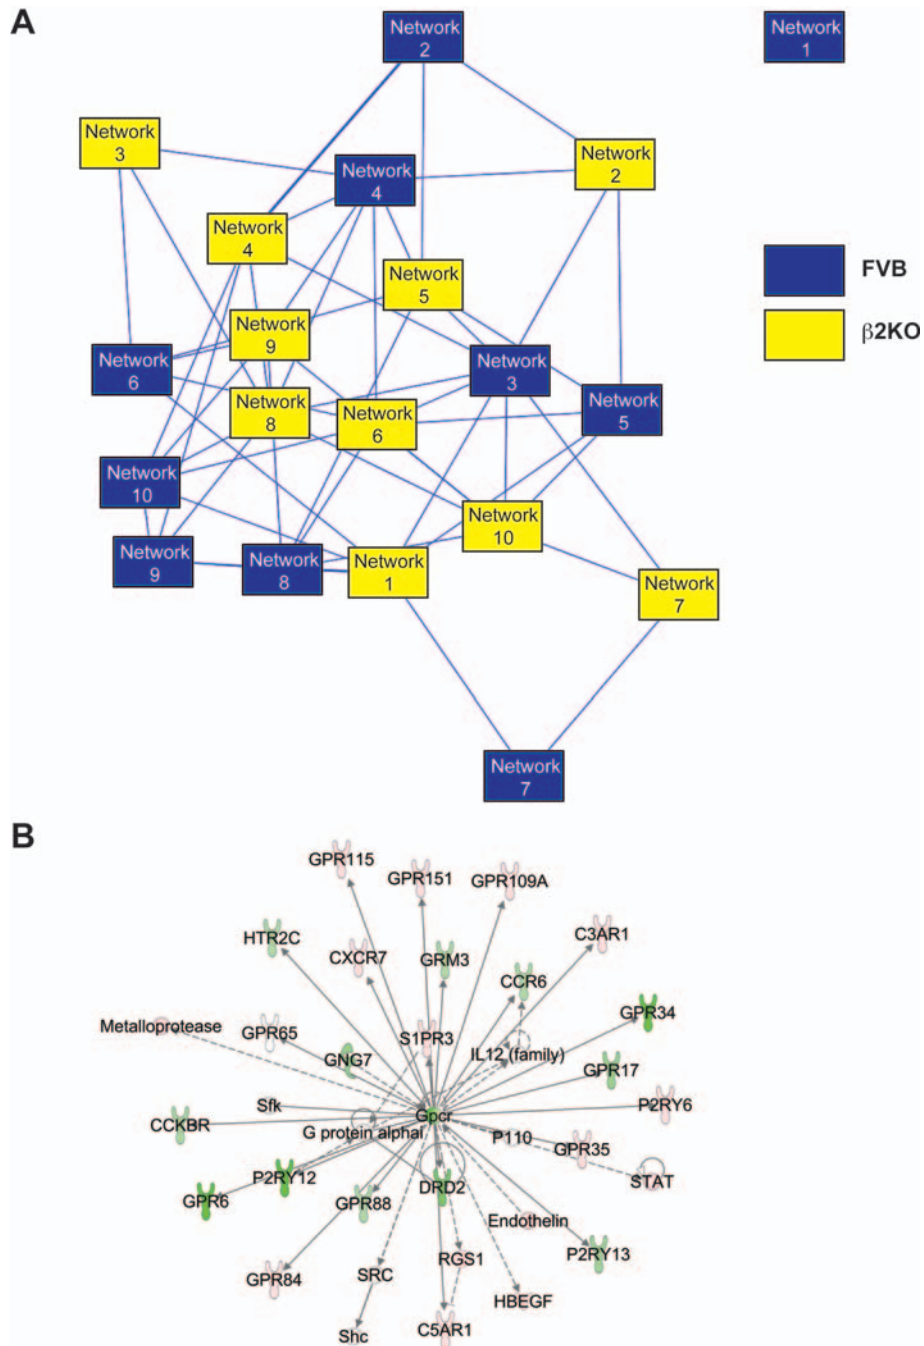 A
Network
2
Network
1
Network
3
Network
4
Network
2
Network
4
Network
5
FVB
β2KO
Network
9
Network
6
Network
3
Network
8
Network
6
Network
5
Network
10
Network
10
Network
9
Network
8
Network
1
Network
7
Network
7
B
GPR115
GPR151
GPR109A
HTR2C
CXCR7
GRM3
C3AR1
CCR6
GPR34
Metalloprotease
GPR65
S1PR3
IL12 (family)
GNG7
GPR17
Sfk
Gpcr
P2RY6
CCKBR
G protein alphai
P110
GPR35
P2RY12
GPR6
GPR88
DRD2
STAT
Endothelin
P2RY13
GPR84
SRC
RGS1
HBEGF
Shc
C5AR1